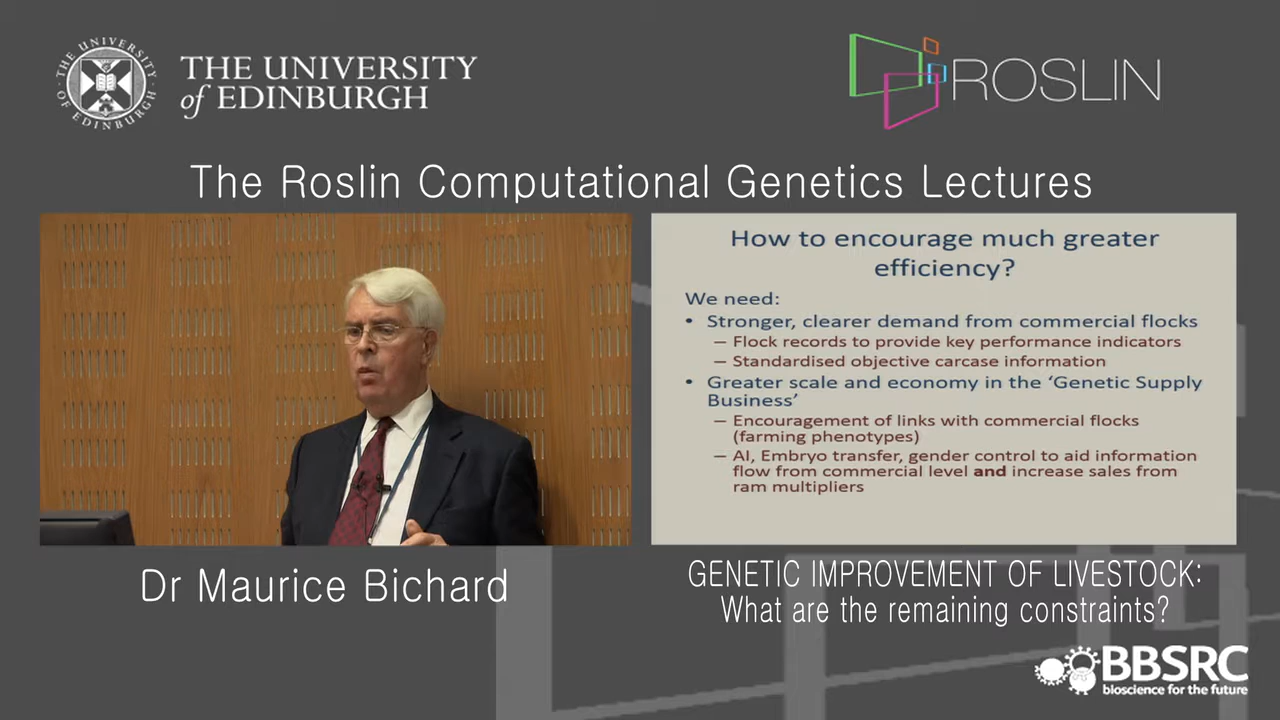 THE UNIVERSITY OF EDINBURGH
THE UNIVERSITY
of EDINBURGH
ROSLIN
The Roslin Computational Genetics Lectures
How to encourage much greater
efficiency?
We need:
• Stronger, clearer demand from commercial flocks
– Flock records to provide key performance indicators
– Standardised objective carcase information
• Greater scale and economy in the ‘Genetic Supply
Business’
– Encouragement of links with commercial flocks
(farming phenotypes)
– AI, Embryo transfer, gender control to aid information
flow from commercial level and increase sales from
ram multipliers
Dr Maurice Bichard
GENETIC IMPROVEMENT OF LIVESTOCK:
What are the remaining constraints?
BBSRC
bioscience for the future